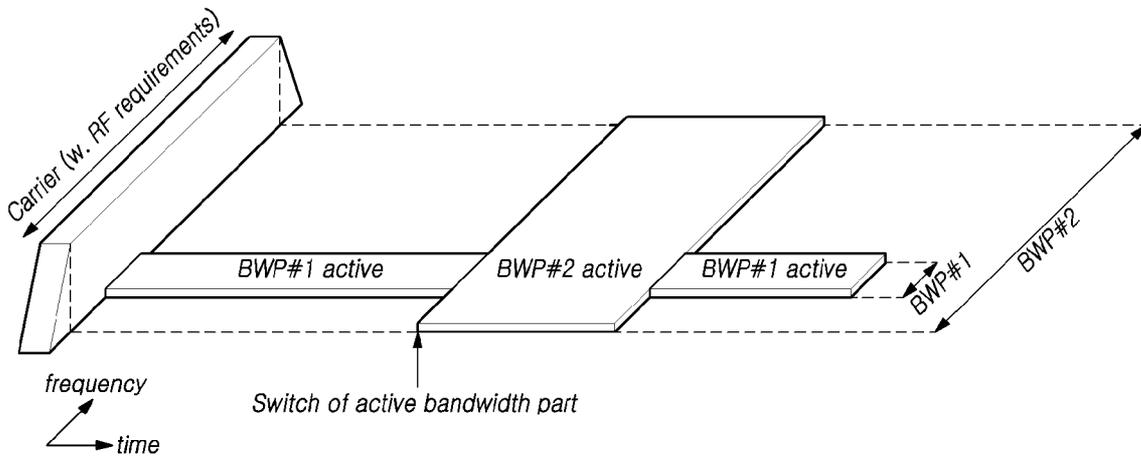 Carrier (w. RF requirements)
BWP#1 active
BWP#2 active
BWP#1 active
BWP#1
BWP#2
frequency
time
Switch of active bandwidth part